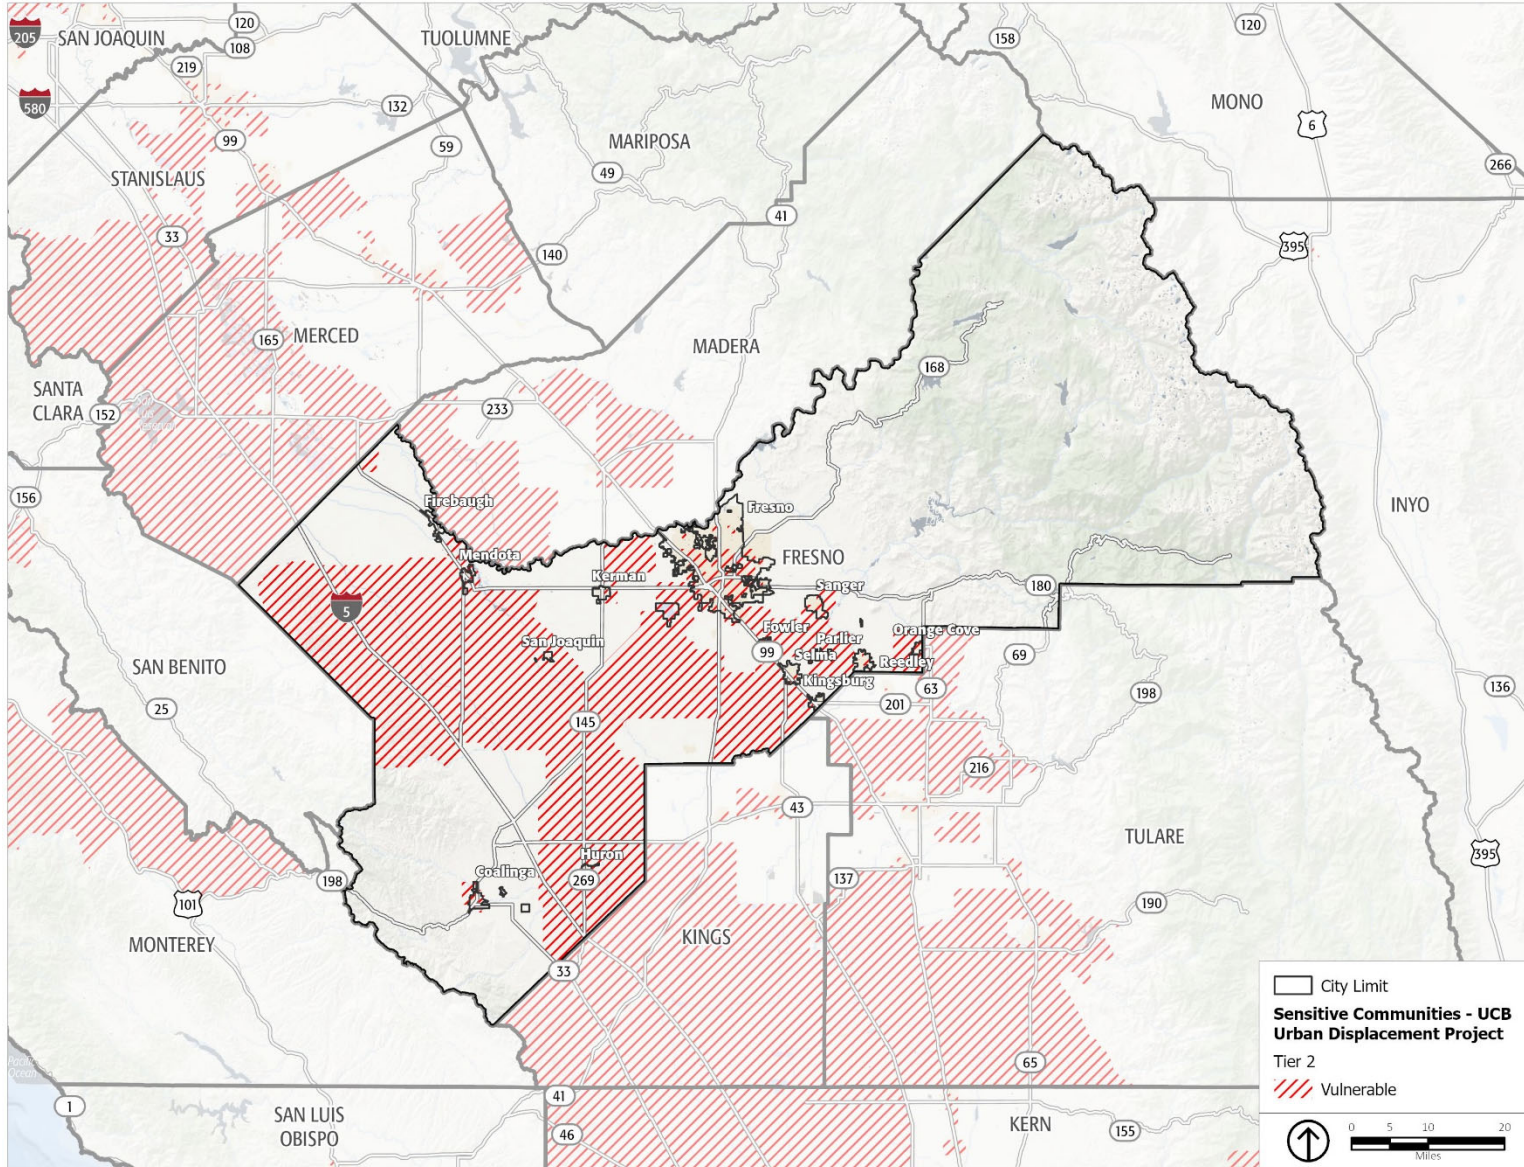 120
205
SAN JOAQUIN
108
TUOLUMNE
158
120
219
580
132
MONO
6
99
59
MARIPOSA
266
STANISLAUS
49
33
41
395
140
165
MERCED
MADERA
168
SANTA
CLARA
152
233
156
Firebaugh
Fresno
INYO
Mendota
FRESNO
Kerman
Sanger
180
5
Fowler
Orange Cove
San Joaquin
Parlier
99
Selma
Reedley
69
SAN BENITO
Kingsburg
63
198
136
25
201
145
216
43
TULARE
Huron
395
Coalinga
198
269
137
101
190
MONTEREY
KINGS
33
City Limit
Sensitive Communities - UCB
Urban Displacement Project
Tier 2
Vulnerable
Pacific
Ocean
65
1
41
SAN LUIS
OBISPO
46
KERN
155
0 5 10 20
Miles